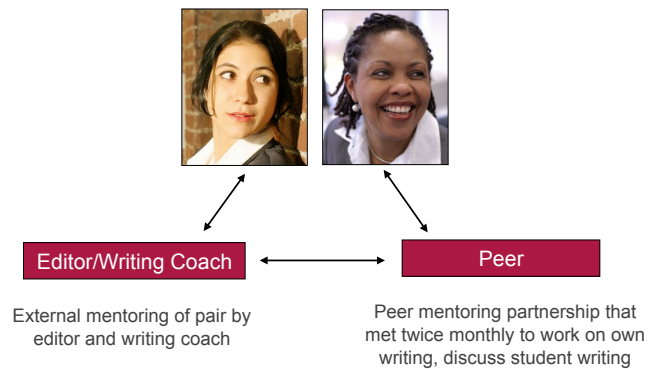 Editor/Writing Coach
Peer
External mentoring of pair by
editor and writing coach
Peer mentoring partnership that
met twice monthly to work on own
writing, discuss student writing